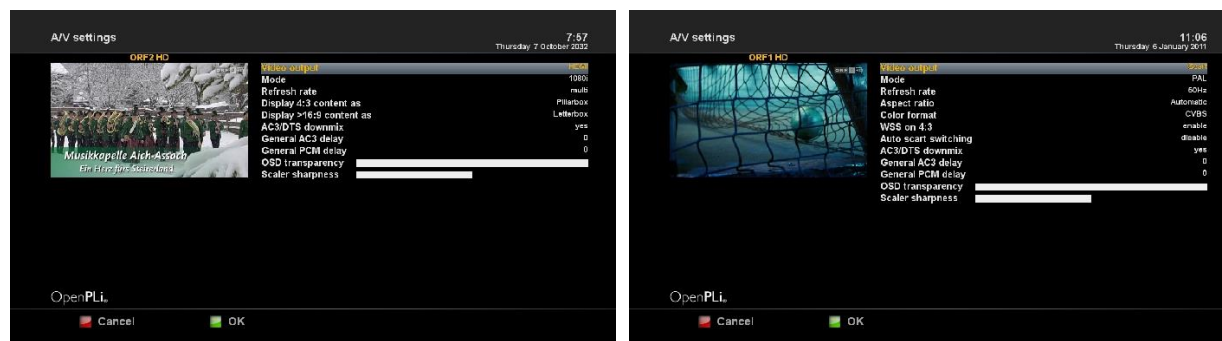 A/V settings
7:57
Thursday 7 October 2032
ORF2 HD
Musikkapelle Aich-Assach
Ein Herz fürs Steirerland
Video output HDMI
Mode 1080i
Refresh rate multi
Display 4:3 content as Pillarbox
Display >16:9 content as Letterbox
AC3/DTS downmix yes
General AC3 delay 0
General PCM delay 0
OSD transparency
Scaler sharpness
OpenPLi
Cancel OK
A/V settings
11:06
Thursday 6 January 2011
ORF1 HD
Video output Scart
Mode PAL
Refresh rate 50Hz
Aspect ratio Automatic
Color format CVBS
WSS on 4:3 enable
Auto scart switching disable
AC3/DTS downmix yes
General AC3 delay 0
General PCM delay 0
OSD transparency
Scaler sharpness
OpenPLi
Cancel OK